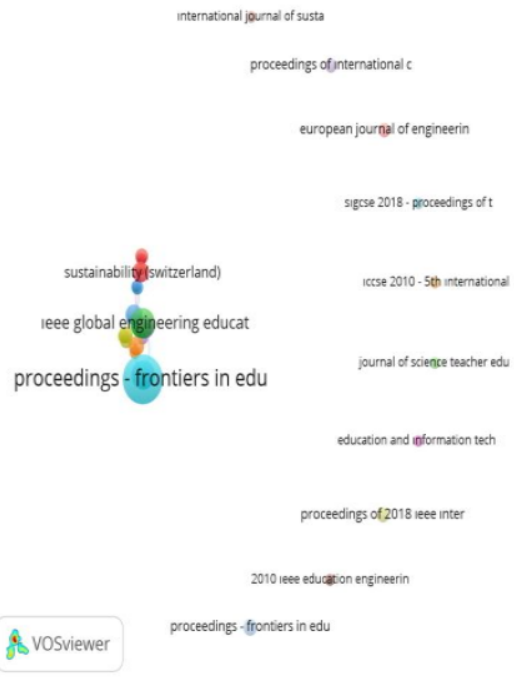 international journal of susta
proceedings of international c
european journal of engineerin
sigcse 2018 - proceedings of t
sustainability (switzerland)
iccse 2010 - 5th international
ieee global engineering educat
journal of science teacher edu
proceedings - frontiers in edu
education and information tech
proceedings of 2018 ieee inter
2010 ieee education engineerin
proceedings - frontiers in edu
VOSviewer